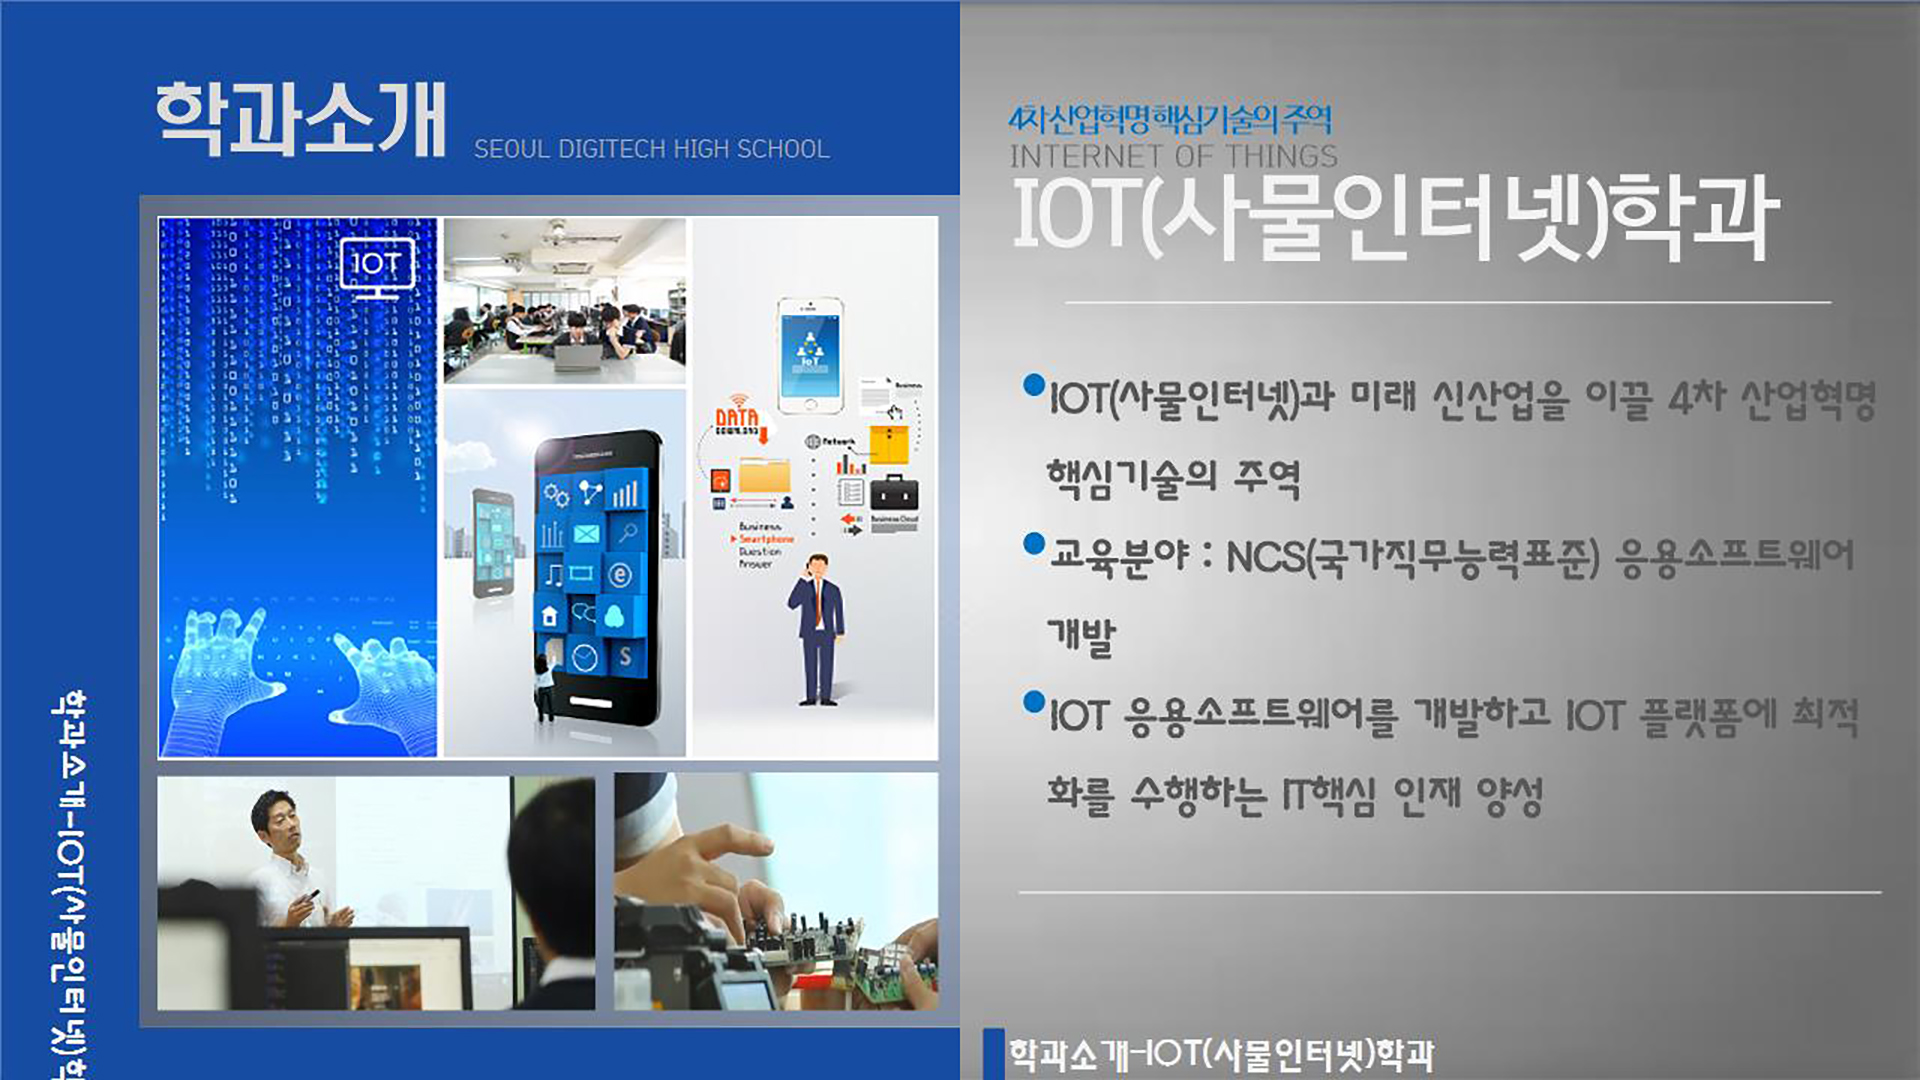 학과소개
SEOUL DIGITECH HIGH SCHOOL
IOT
IoT
Business
DATA
DOWNLOAD
Network
Business Cloud
Business
Smartphone
Question
Answer
S
4차산업혁명 핵심기술의 주역
INTERNET OF THINGS
IOT(사물인터넷)학과
IOT(사물인터넷)과 미래 신산업을 이끌 4차 산업혁명
핵심기술의 주역
교육분야 : NCS(국가직무능력표준) 응용소프트웨어
개발
IOT 응용소프트웨어를 개발하고 IOT 플랫폼에 최적
화를 수행하는 IT핵심 인재 양성
학과소개-IOT(사물인터넷)학과
학과소개-IOT(사물인터넷)학